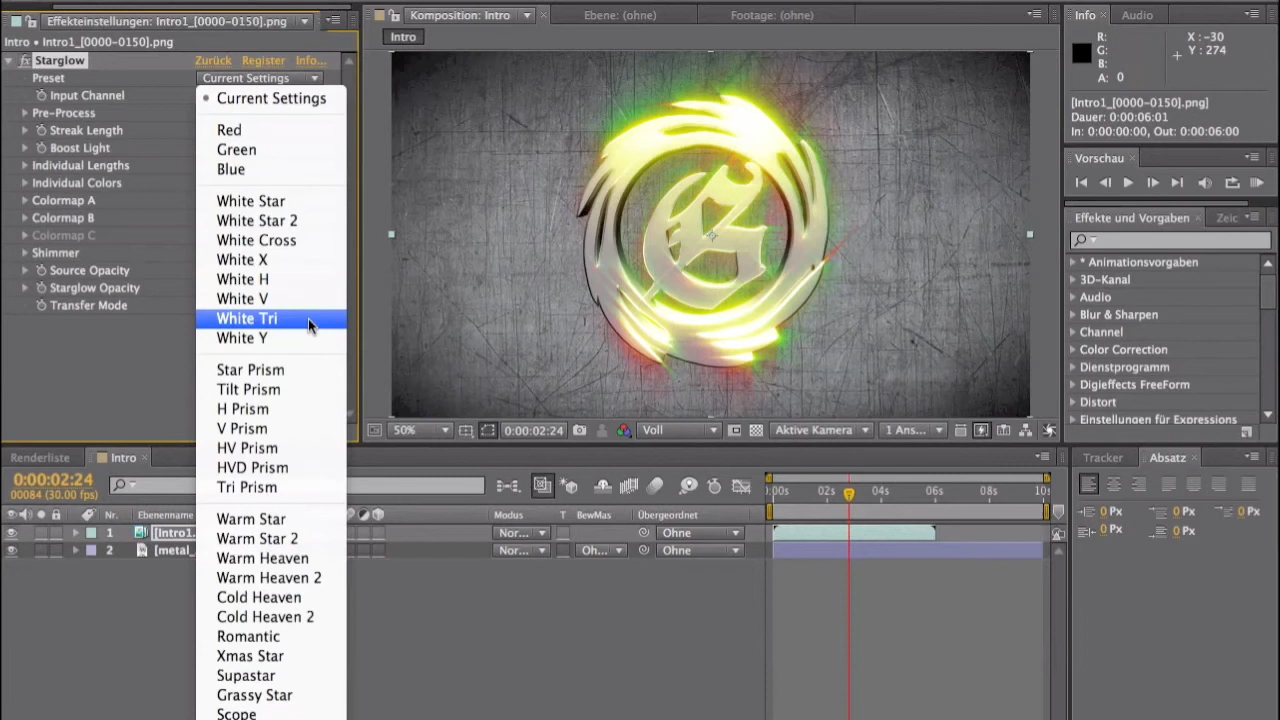 Effekteinstellungen: Intro1_[0000-0150].png
Intro • Intro1_[0000-0150].png
fx Starglow Zurück Register Info...
Preset Current Settings
Input Channel
Pre-Process
Streak Length
Boost Light
Individual Lengths
Individual Colors
Colormap A
Colormap B
Colormap C
Shimmer
Source Opacity
Starglow Opacity
Transfer Mode
Current Settings
Red
Green
Blue
White Star
White Star 2
White Cross
White X
White H
White V
White Tri
White Y
Star Prism
Tilt Prism
H Prism
V Prism
HV Prism
HVD Prism
Tri Prism
Warm Star
Warm Star 2
Warm Heaven
Warm Heaven 2
Cold Heaven
Cold Heaven 2
Romantic
Xmas Star
Supastar
Grassy Star
Scope
Komposition: Intro Ebene: (ohne) Footage: (ohne)
Intro
50% 0:00:02:24 Voll Aktive Kamera 1 Ans...
Info Audio
R: X : -30
G: Y : 274
B:
A: 0
[Intro1_[0000-0150].png]
Dauer: 0:00:06:01
In: 0:00:00:00, Out: 0:00:06:00
Vorschau
Effekte und Vorgaben Zeic
* Animationsvorgaben
3D-Kanal
Audio
Blur & Sharpen
Channel
Color Correction
Dienstprogramm
Digieffects FreeForm
Distort
Einstellungen für Expression
Renderliste Intro
0:00:02:24
00084 (30.00 fps)
Nr. Ebenenname Modus T BewMas Übergeordnet
1 [Intro1. Nor... Ohne
2 [metal_ Nor... Oh... Ohne
):00s 02s 04s 06s 08s 10s
Tracker Absatz
0 Px 0 Px 0 Px
0 Px 0 Px